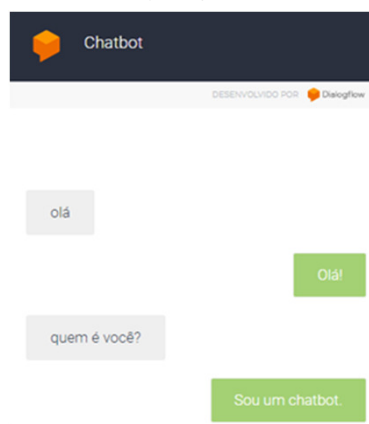 Chatbot
DESENVOLVIDO POR Dialogflow
olá
Olá!
quem é você?
Sou um chatbot.